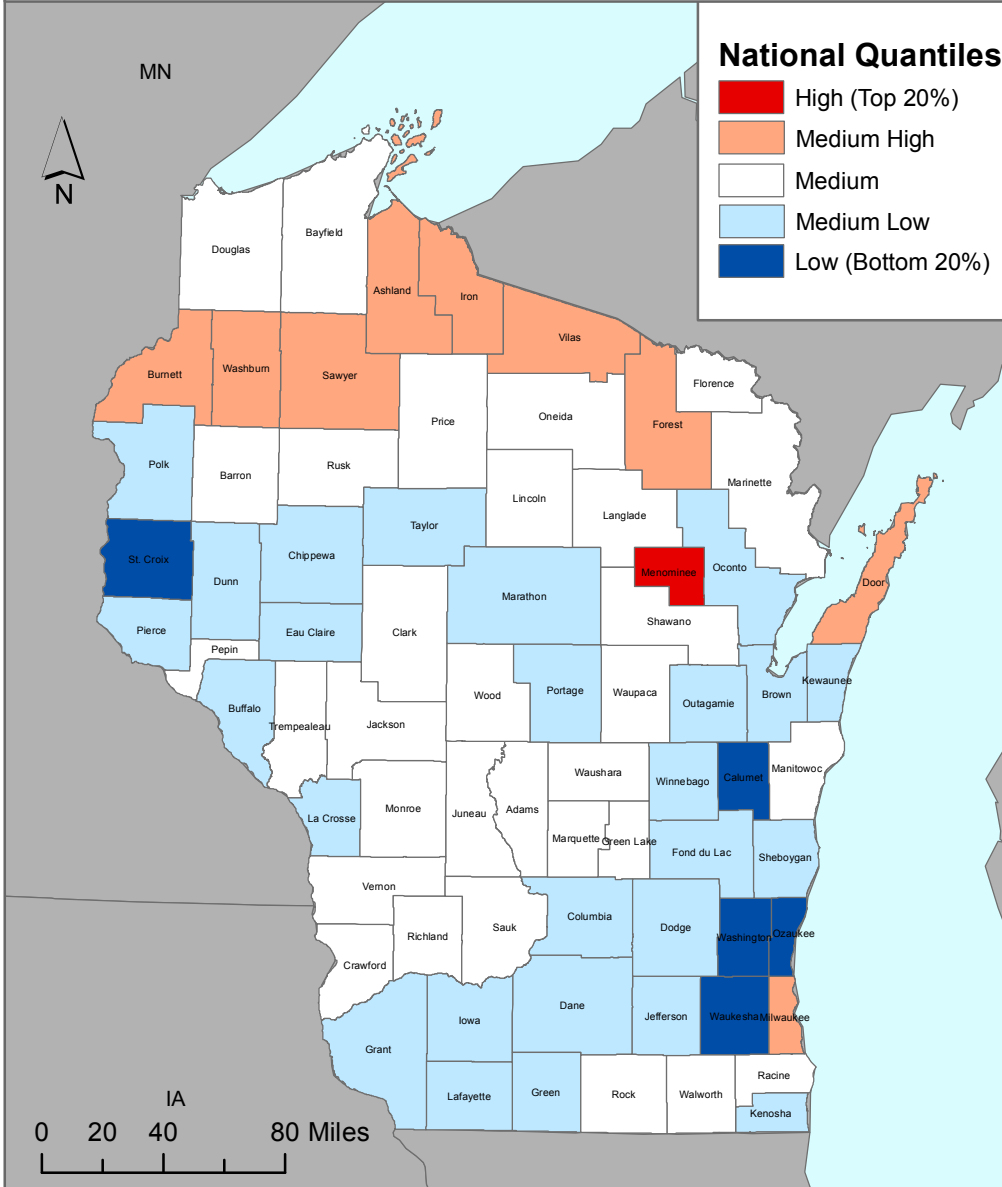 National Quantiles
High (Top 20%)
Medium High
Medium
Medium Low
Low (Bottom 20%)
MN
N
Bayfield
Douglas
Ashland
Iron
Vilas
Burnett
Washburn
Sawyer
Florence
Price
Oneida
Forest
Polk
Barron
Rusk
Marinette
Lincoln
Langlade
Taylor
St. Croix
Chippewa
Dunn
Menominee
Oconto
Door
Marathon
Pierce
Eau Claire
Clark
Shawano
Pepin
Kewaunee
Buffalo
Wood
Portage
Waupaca
Outagamie
Brown
Trempealeau
Jackson
Waushara
Winnebago
Calumet
Manitowoc
La Crosse
Monroe
Juneau
Adams
Marquette
Green Lake
Fond du Lac
Sheboygan
Vernon
Columbia
Dodge
Richland
Sauk
Washington
Ozaukee
Crawford
Dane
Iowa
Jefferson
Waukesha
Milwaukee
Grant
Racine
Lafayette
Green
Rock
Walworth
Kenosha
IA
0 20 40 80 Miles